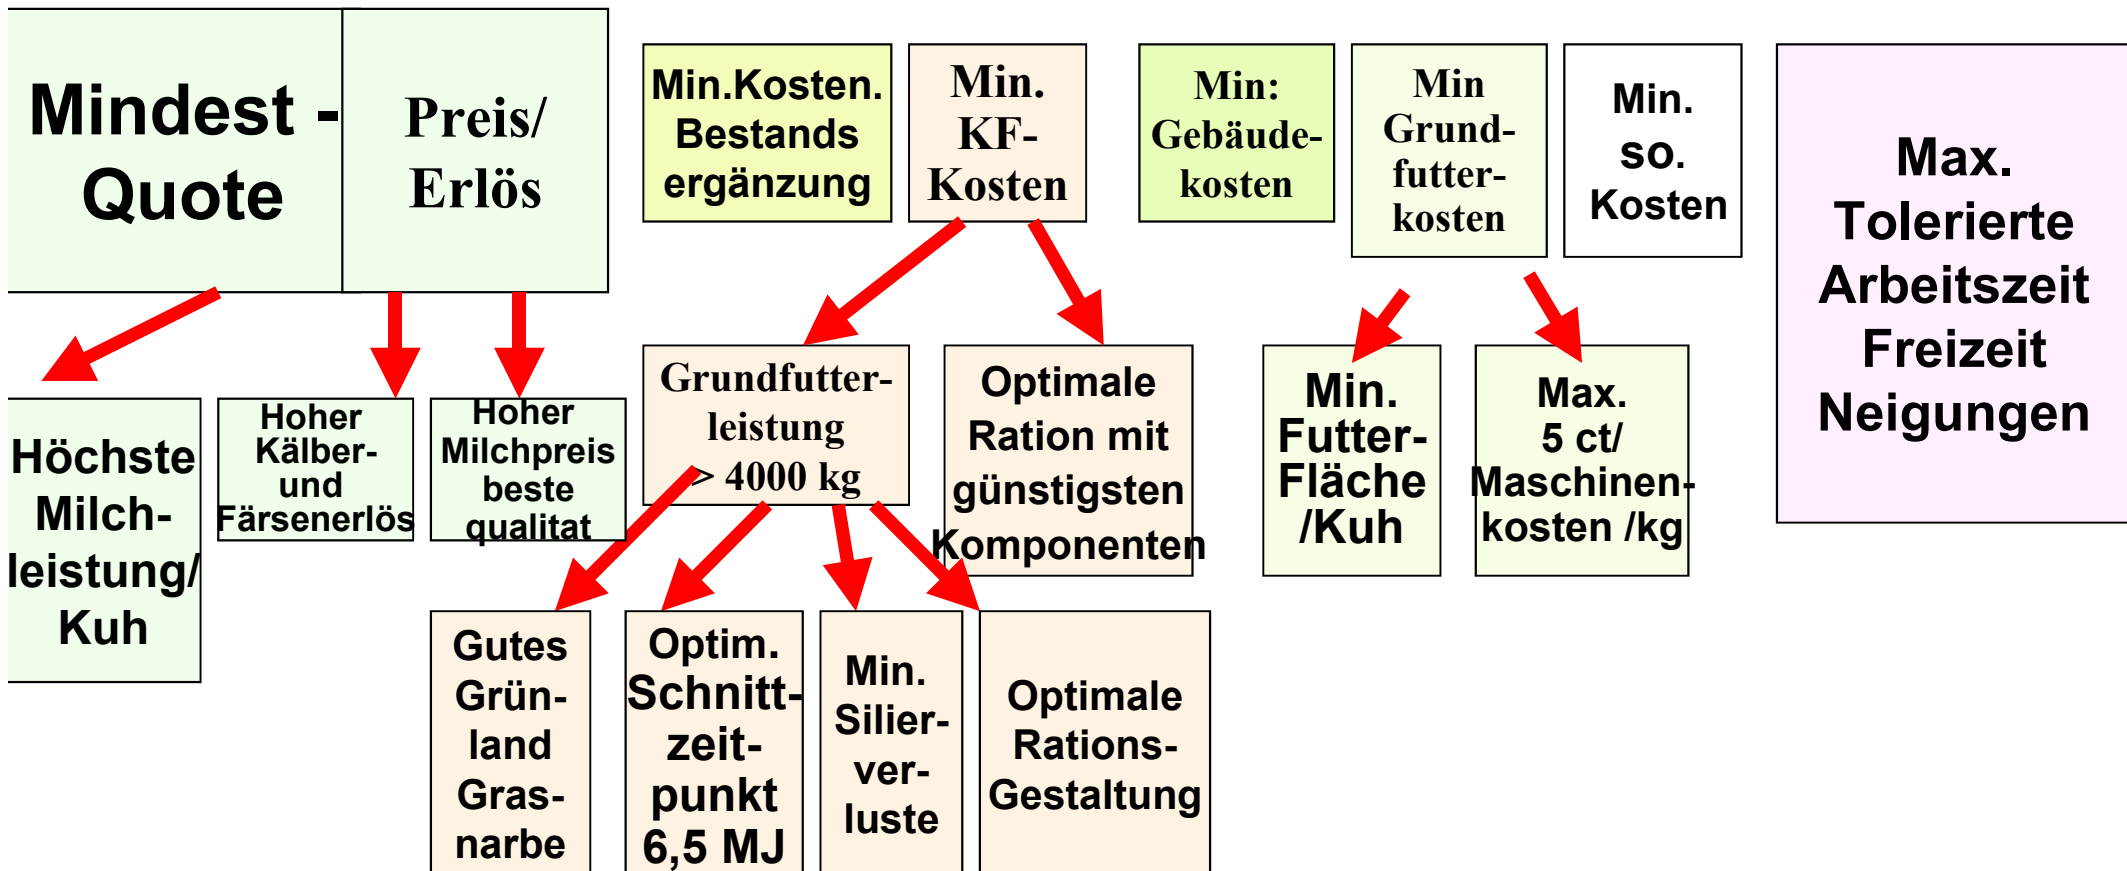 Mindest -
Quote
Preis/
Erlös
Min.Kosten.
Bestands
ergänzung
Min.
KF-
Kosten
Min:
Gebäude-
kosten
Min
Grund-
futter-
kosten
Min.
so.
Kosten
Max.
Tolerierte
Arbeitszeit
Freizeit
Neigungen
Höchste
Milch-
leistung/
Kuh
Hoher
Kälber-
und
Färsenerlös
Hoher
Milchpreis
beste
qualitat
Grundfutter-
leistung
> 4000 kg
Optimale
Ration mit
günstigsten
Komponenten
Min.
Futter-
Fläche
/Kuh
Max.
5 ct/
Maschinen-
kosten /kg
Gutes
Grün-
land
Gras-
narbe
Optim.
Schnitt-
zeit-
punkt
6,5 MJ
Min.
Silier-
ver-
luste
Optimale
Rations-
Gestaltung